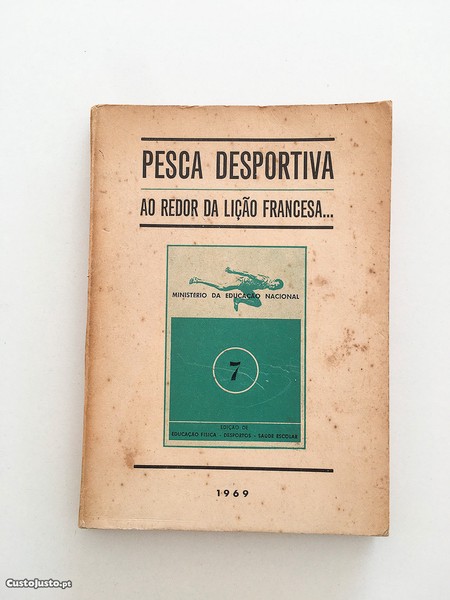 PESCA DESPORTIVA
AO REDOR DA LIÇÃO FRANCESA...
MINISTÉRIO DA EDUCAÇÃO NACIONAL
7
EDIÇÃO DE
EDUCAÇÃO FÍSICA - DESPORTOS - SAÚDE ESCOLAR
1969
CustoJusto.pt